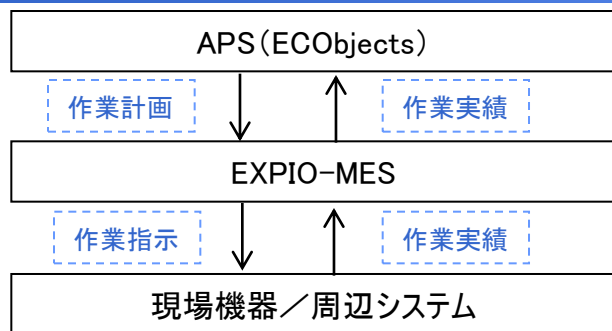 APS（ECObjects）
作業計画
作業実績
EXPIO-MES
作業指示
作業実績
現場機器／周辺システム